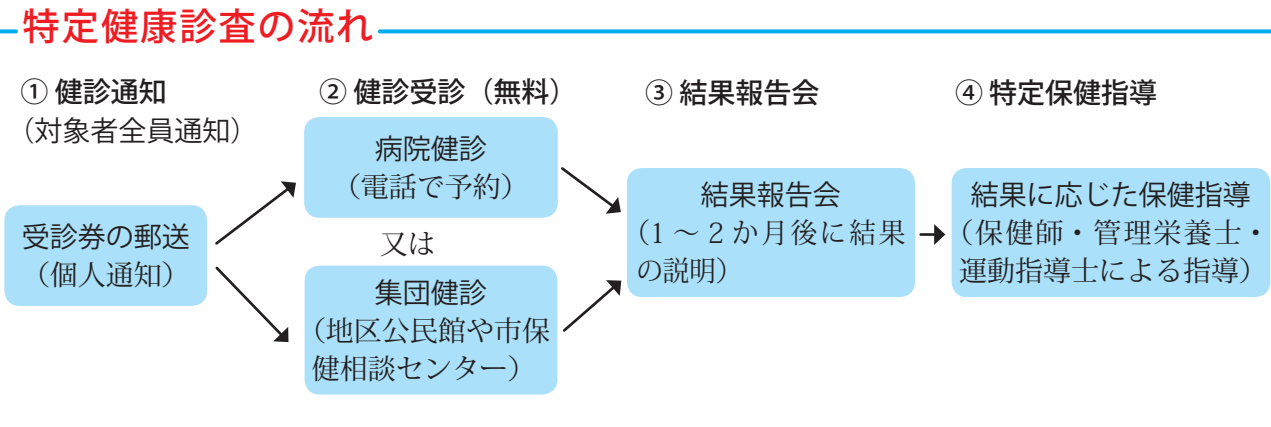 特定健康診査の流れ
① 健診通知
（対象者全員通知）
受診券の郵送
（個人通知）
② 健診受診（無料）
病院健診
（電話で予約）
又は
集団健診
（地区公民館や市保
健相談センター）
③ 結果報告会
結果報告会
（1～2か月後に結果
の説明）
④ 特定保健指導
結果に応じた保健指導
（保健師・管理栄養士・
運動指導士による指導）